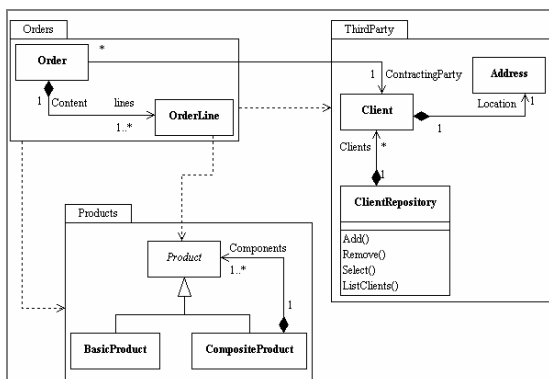 Orders
Order
*
1
Content
lines
1..*
OrderLine
ThirdParty
1
ContractingParty
Address
Location
1
Client
1
Clients
*
1
ClientRepository
Add()
Remove()
Select()
ListClients()
Products
Product
Components
1..*
1
BasicProduct
CompositeProduct